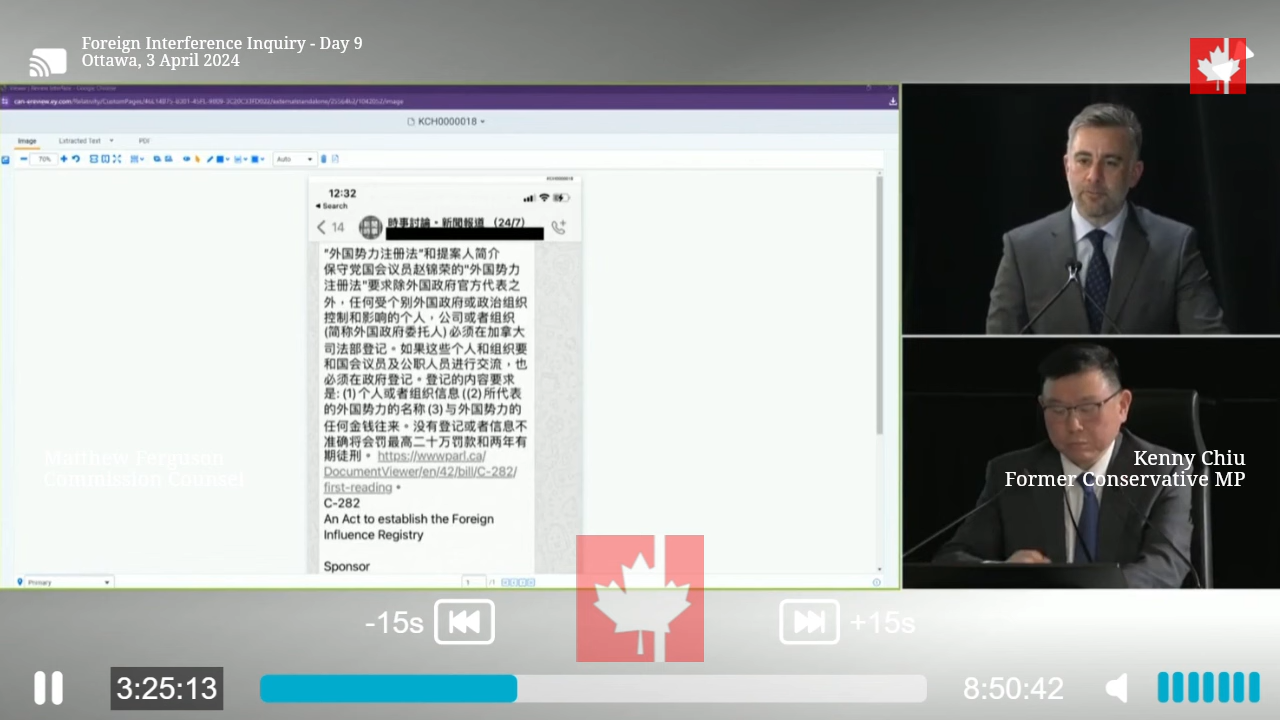 Foreign Interference Inquiry - Day 9
Ottawa, 3 April 2024
KCH0000018
Image
Extracted Text
PDF
70%
Auto
KCH0000018
12:32
Search
14
時事討論・新聞報道 (24/7)
"外国势力注册法"和提案人简介
保守党国会议员赵锦荣的"外国势力
注册法"要求除外国政府官方代表之
外，任何受个别外国政府或政治组织
控制和影响的个人，公司或者组织
(简称外国政府委托人) 必须在加拿大
司法部登记。如果这些个人和组织要
和国会议员及公职人员进行交流，也
必须在政府登记。登记的内容要求
是: (1) 个人或者组织信息 ((2) 所代表
的外国势力的名称 (3) 与外国势力的
任何金钱往来。没有登记或者信息不
准确将会罚最高二十万罚款和两年有
期徒刑。 https://wwwparl.ca/
DocumentViewer/en/42/bill/C-282/
first-reading。
C-282
An Act to establish the Foreign
Influence Registry
Sponsor
Primary
1
/1
Matthew Ferguson
Commission Counsel
Kenny Chiu
Former Conservative MP
-15s
+15s
3:25:13
8:50:42